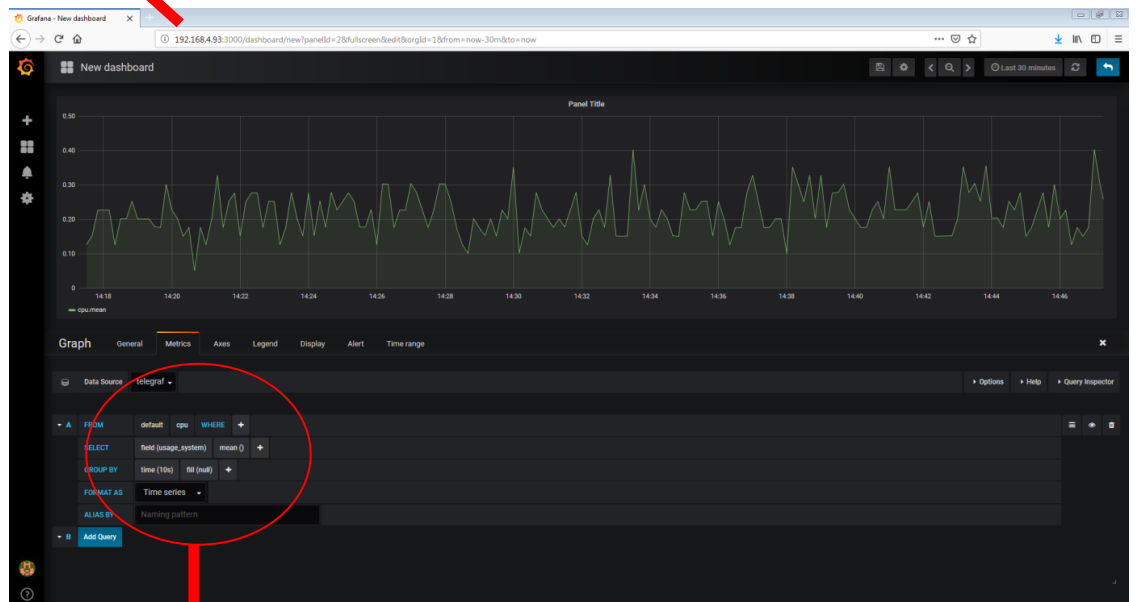 Grafana - New dashboard
192.168.4.93:3000/dashboard/new?panelId=2&fullscreen&edit&orgId=1&from=now-30m&to=now
New dashboard
Last 30 minutes
Panel Title
0.50
0.40
0.30
0.20
0.10
0
14:18 14:20 14:22 14:24 14:26 14:28 14:30 14:32 14:34 14:36 14:38 14:40 14:42 14:44 14:46
cpu.mean
Graph General Metrics Axes Legend Display Alert Time range
Data Source telegraf Options Help Query Inspector
A FROM default cpu WHERE +
SELECT field (usage_system) mean () +
GROUP BY time (10s) fill (null) +
FORMAT AS Time series
ALIAS BY Naming pattern
B Add Query